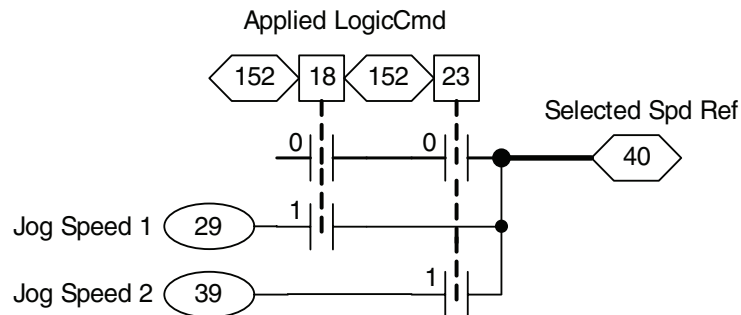 Applied LogicCmd
152 18 152 23
Selected Spd Ref
0 0
40
1
Jog Speed 1 29
1
Jog Speed 2 39